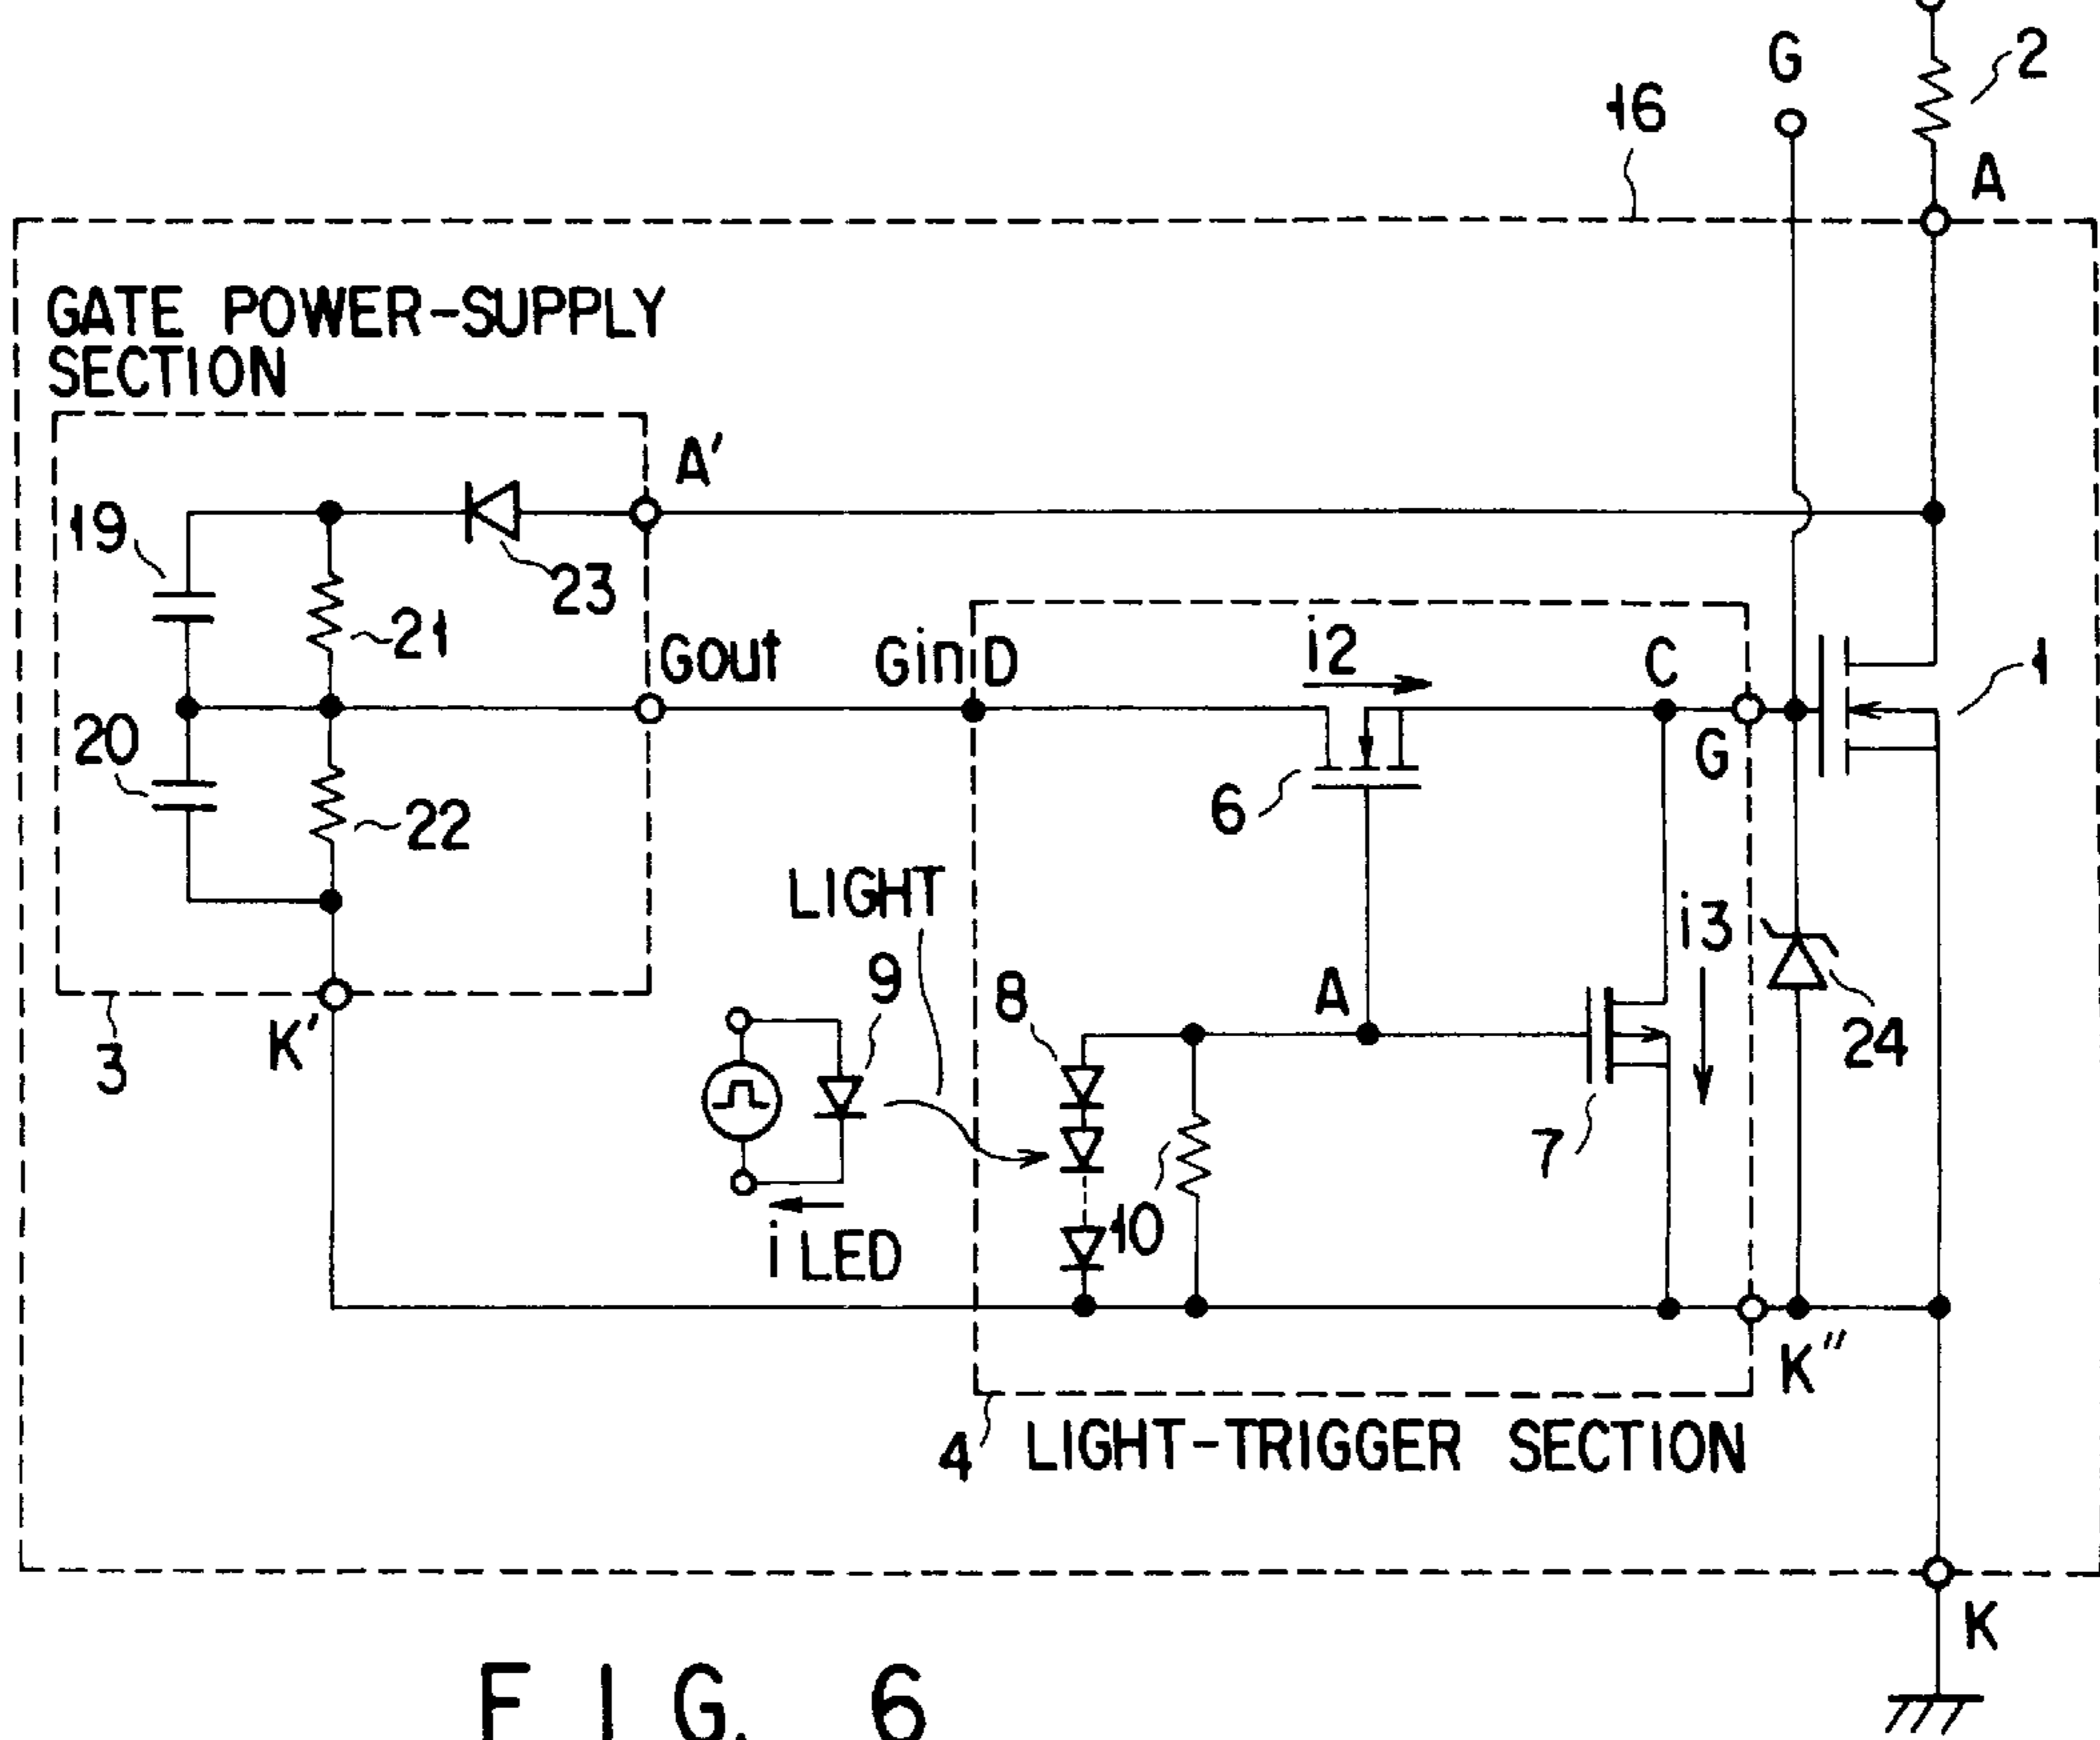 G
2
16
A
GATE POWER-SUPPLY
SECTION
A'
19
23
21
Gout
Gin
D
i2
C
1
20
G
6
22
LIGHT
i3
9
8
A
24
K'
3
7
10
i LED
K"
4
LIGHT-TRIGGER SECTION
K
FIG. 6